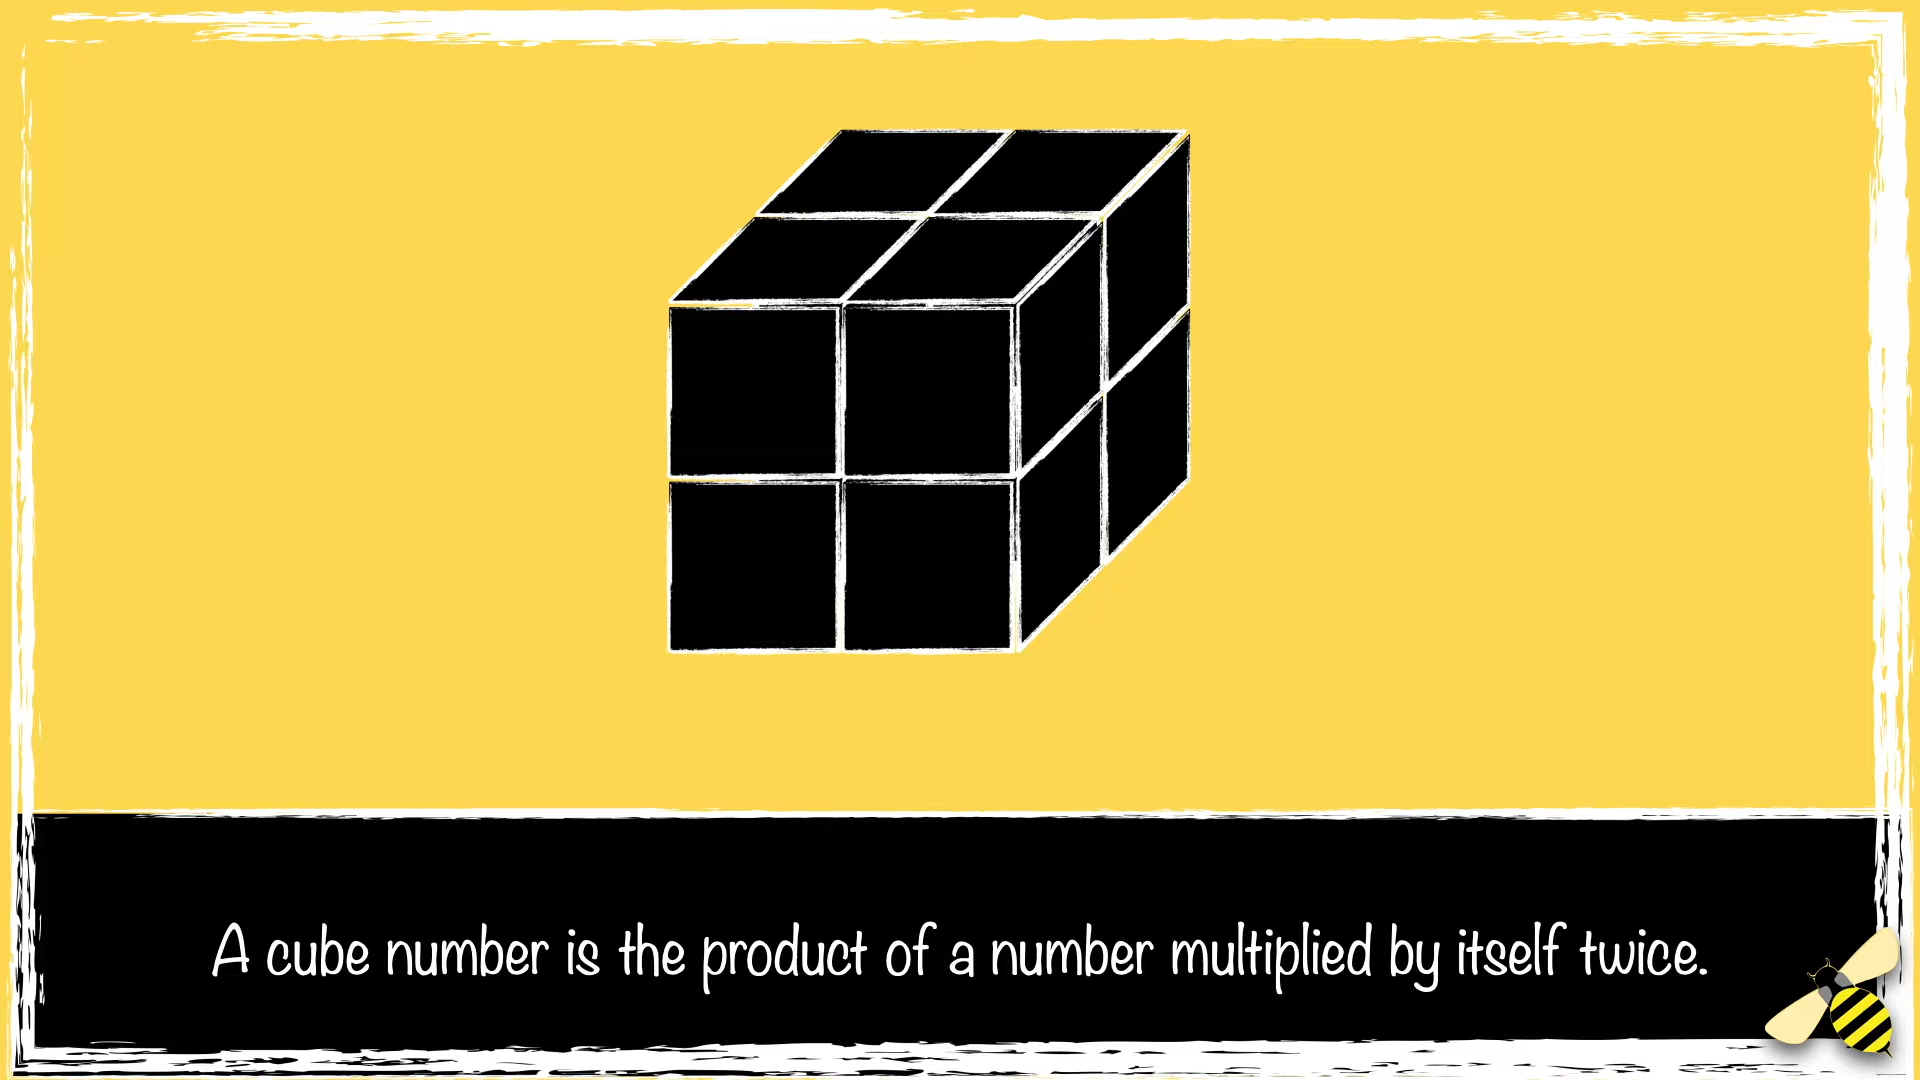 A cube number is the product of a number multiplied by itself twice.